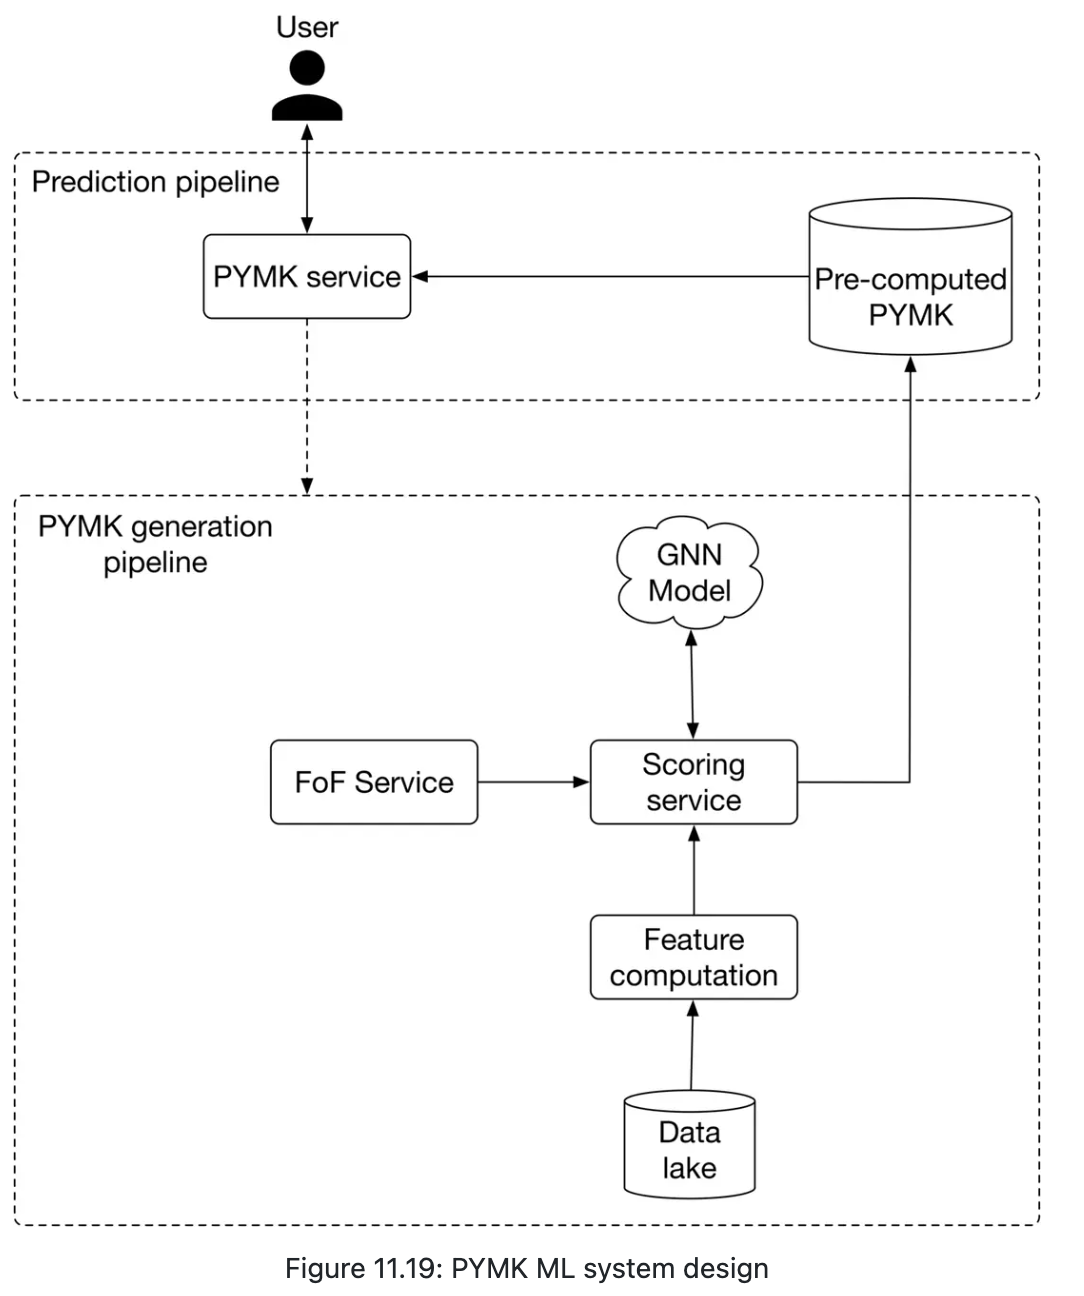 User
Prediction pipeline
PYMK service
Pre-computed
PYMK
PYMK generation
pipeline
GNN
Model
FoF Service
Scoring
service
Feature
computation
Data
lake
Figure 11.19: PYMK ML system design